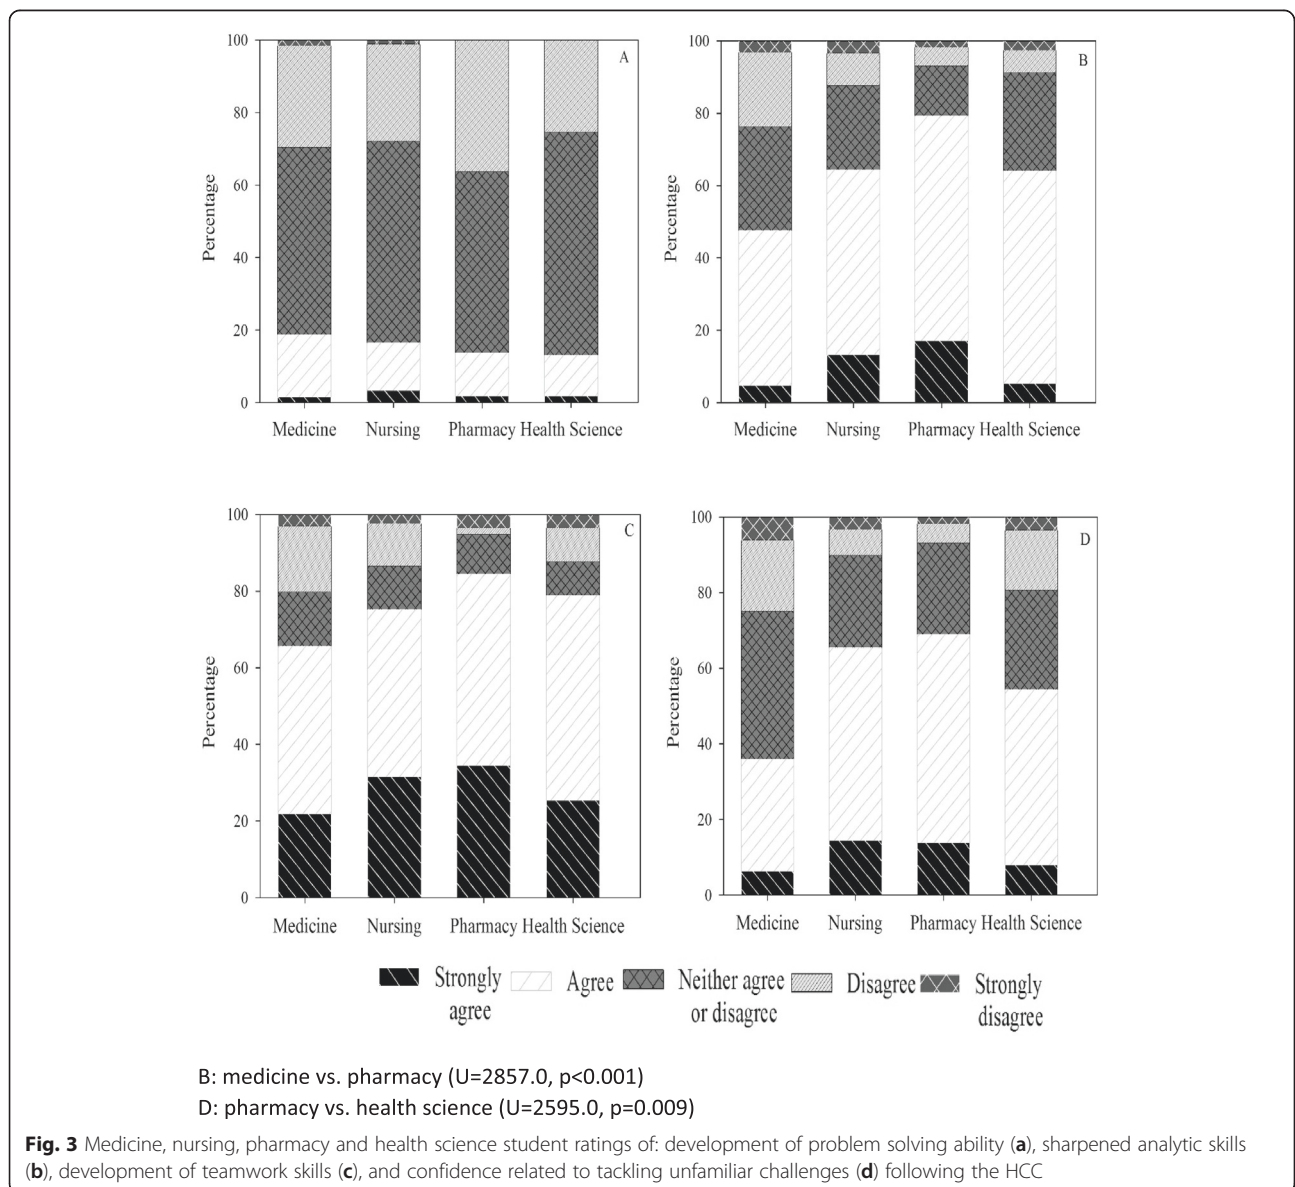 A
100
80
60
40
20
0
Percentage
Medicine Nursing Pharmacy Health Science
B
100
80
60
40
20
0
Percentage
Medicine Nursing Pharmacy Health Science
C
100
80
60
40
20
0
Percentage
Medicine Nursing Pharmacy Health Science
D
100
80
60
40
20
0
Percentage
Medicine Nursing Pharmacy Health Science
Strongly agree
Agree
Neither agree or disagree
Disagree
Strongly disagree
B: medicine vs. pharmacy (U=2857.0, p<0.001)
D: pharmacy vs. health science (U=2595.0, p=0.009)
Fig. 3 Medicine, nursing, pharmacy and health science student ratings of: development of problem solving ability (a), sharpened analytic skills
(b), development of teamwork skills (c), and confidence related to tackling unfamiliar challenges (d) following the HCC